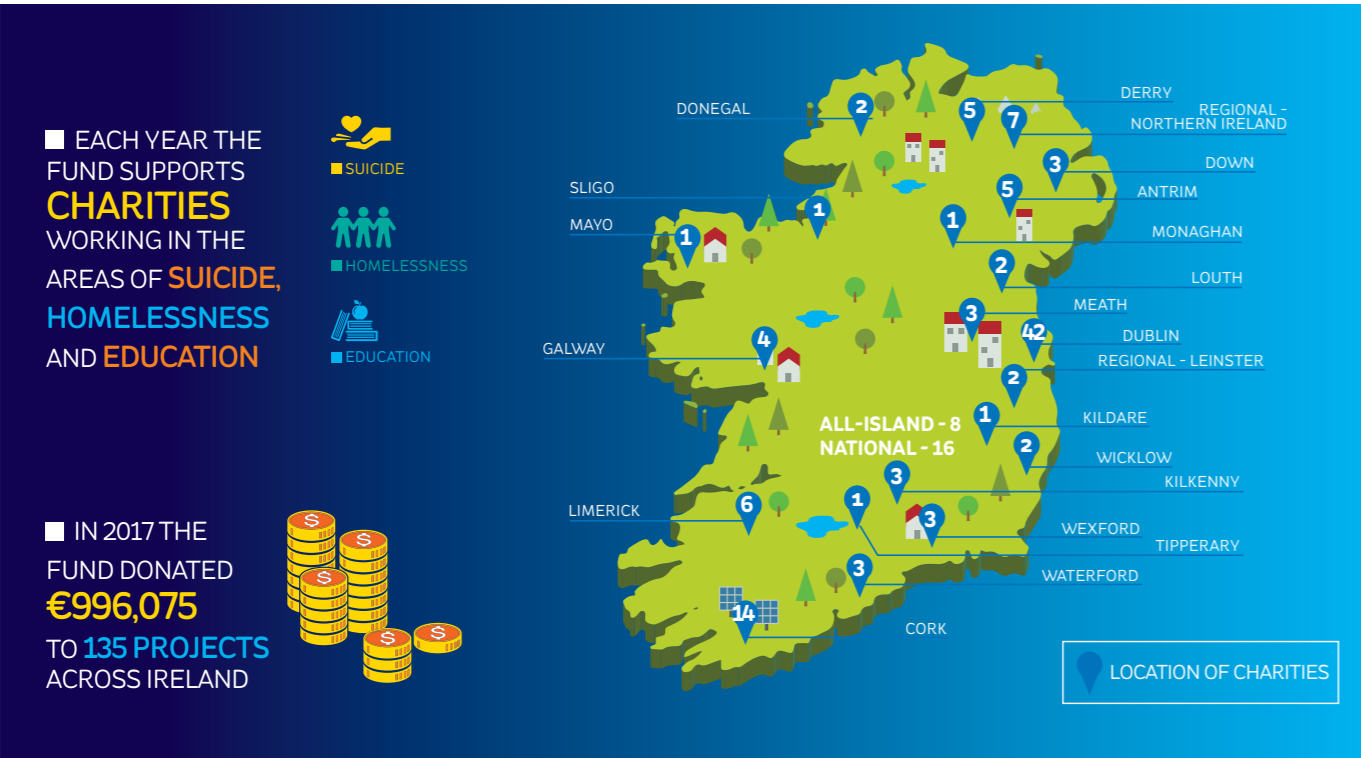 EACH YEAR THE
FUND SUPPORTS
CHARITIES
WORKING IN THE
AREAS OF SUICIDE,
HOMELESSNESS
AND EDUCATION
SUICIDE
HOMELESSNESS
EDUCATION
IN 2017 THE
FUND DONATED
€996,075
TO 135 PROJECTS
ACROSS IRELAND
DONEGAL
2
5
DERRY
7
REGIONAL -
NORTHERN IRELAND
3
DOWN
5
ANTRIM
SLIGO
1
MAYO
1
1
MONAGHAN
2
LOUTH
3
MEATH
42
DUBLIN
GALWAY
4
2
REGIONAL - LEINSTER
ALL-ISLAND - 8
NATIONAL - 16
1
KILDARE
2
WICKLOW
3
KILKENNY
LIMERICK
6
1
3
WEXFORD
TIPPERARY
3
WATERFORD
14
CORK
LOCATION OF CHARITIES
$
$
$
$
$